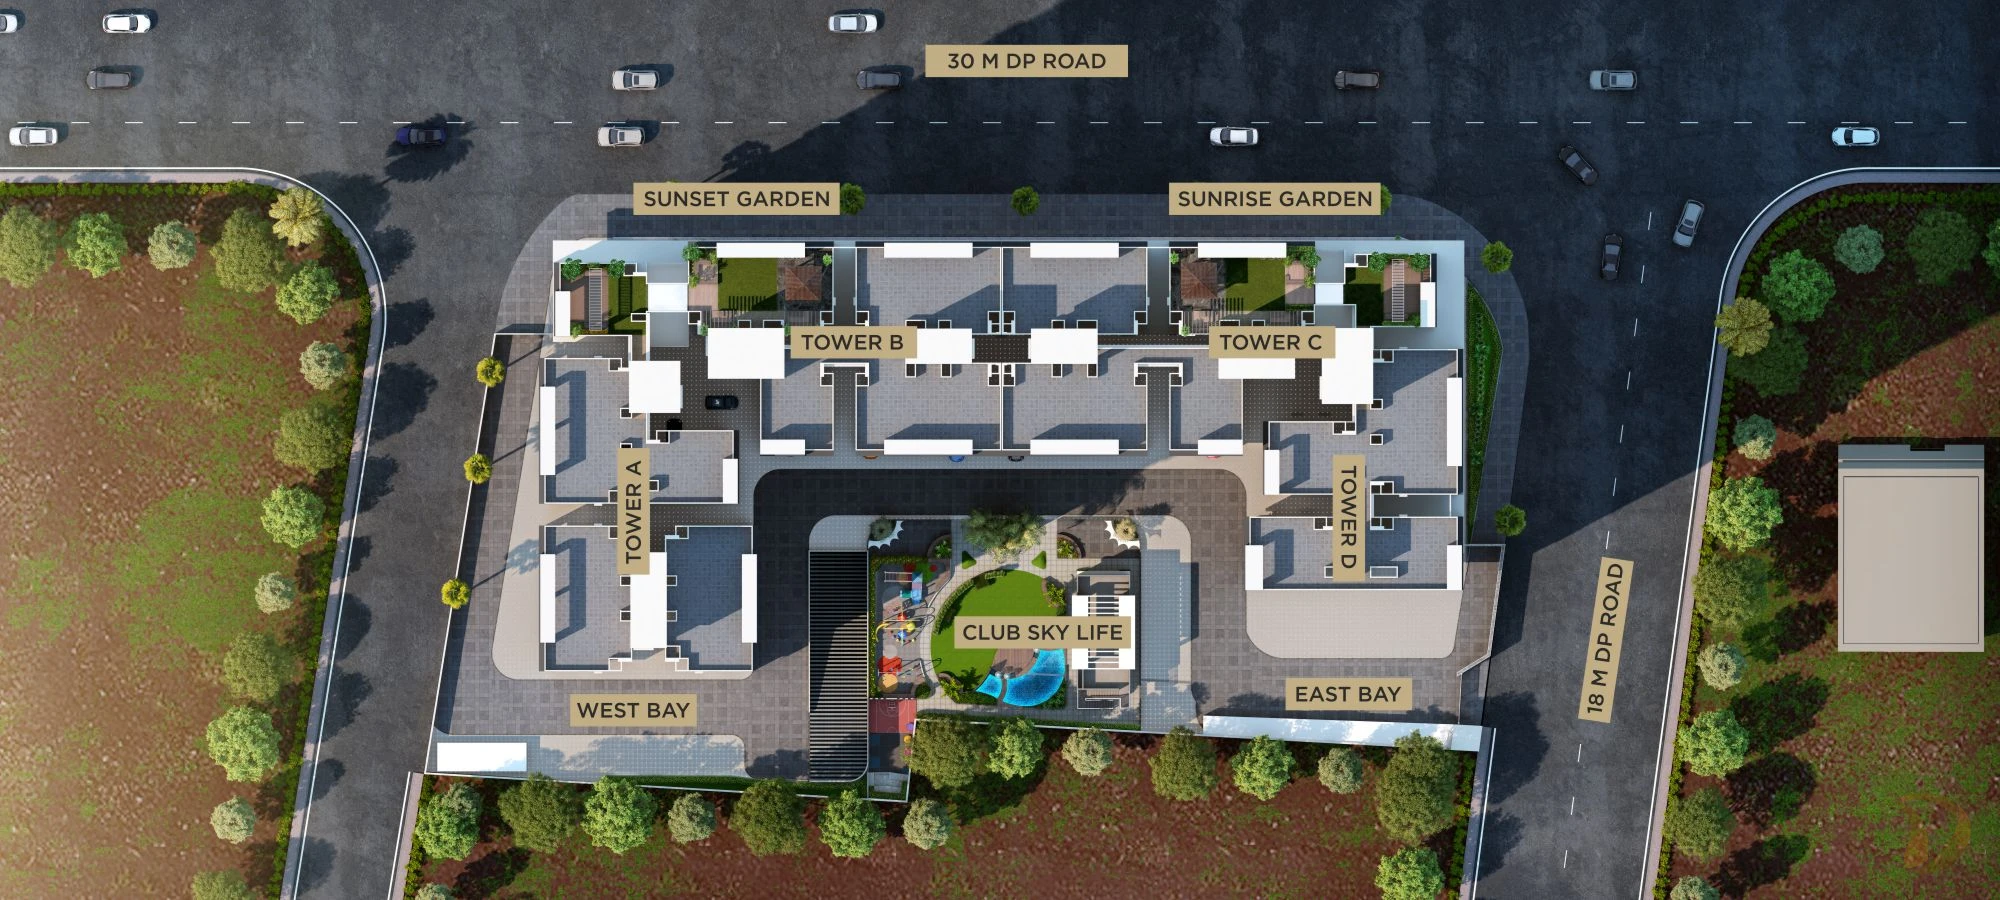 30 M DP ROAD
SUNSET GARDEN
SUNRISE GARDEN
TOWER B
TOWER C
TOWER A
TOWER D
CLUB SKY LIFE
18 M DP ROAD
EAST BAY
WEST BAY